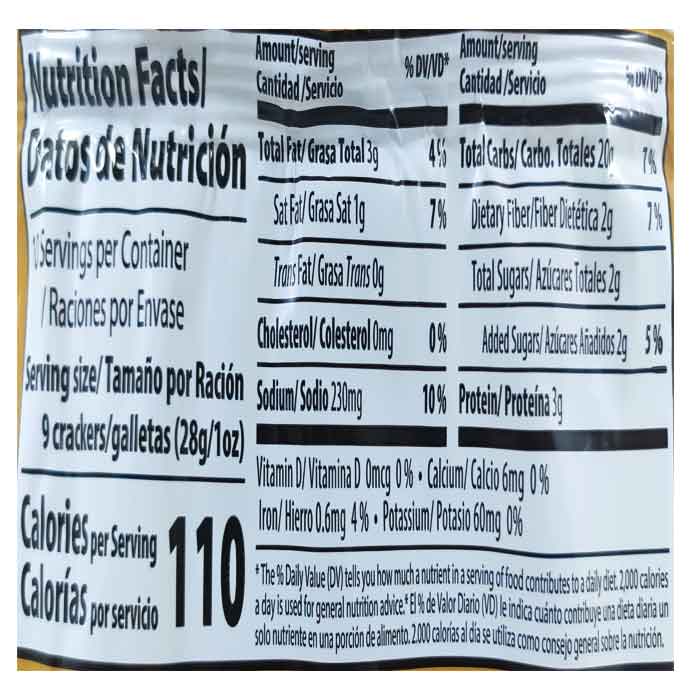 Nutrition Facts/
Datos de Nutrición
Servings per Container
/ Raciones por Envase
Serving size/ Tamaño por Ración
9 crackers/galletas (28g/1oz)
Calories per Serving
Calorías por servicio
110
Amount/serving
Cantidad /Servicio % DV/VD*
Total Fat/ Grasa Total 3g 4%
Sat Fat/ Grasa Sat 1g 7%
Trans Fat/ Grasa Trans 0g
Cholesterol/ Colesterol 0mg 0%
Sodium/ Sodio 230mg 10%
Amount/serving
Cantidad /Servicio % DV/VD*
Total Carbs/ Carbo. Totales 20g 7%
Dietary Fiber/Fiber Dietética 2g 7%
Total Sugars/ Azúcares Totales 2g
Added Sugars/ Azúcares Añadidos 2g 5%
Protein/ Proteína 3g
Vitamin D/ Vitamina D 0mcg 0% • Calcium/ Calcio 6mg 0%
Iron/ Hierro 0.6mg 4% • Potassium/ Potasio 60mg 0%
*The % Daily Value (DV) tells you how much a nutrient in a serving of food contributes to a daily diet. 2,000 calories
a day is used for general nutrition advice.* El % de Valor Diario (VD) le indica cuánto contribuye una dieta diaria un
solo nutriente en una porción de alimento. 2.000 calorías al día se utiliza como consejo general sobre la nutrición.